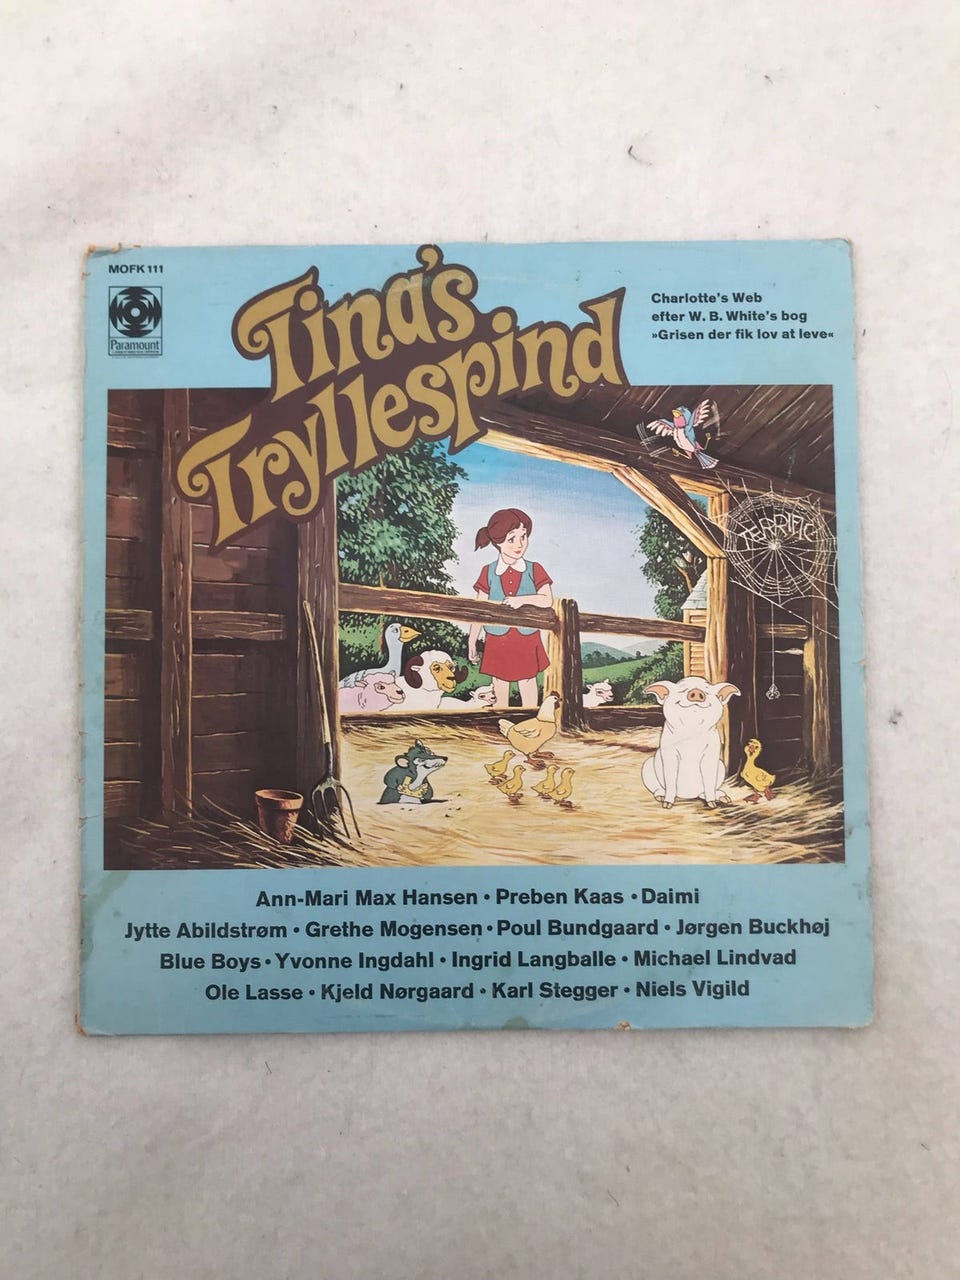 MOFK 111
Paramount
Tina's
Tryllespind
Charlotte's Web
efter W. B. White's bog
»Grisen der fik lov at leve«
TERRIFIC
Ann-Mari Max Hansen • Preben Kaas • Daimi
Jytte Abildstrøm • Grethe Mogensen • Poul Bundgaard • Jørgen Buckhøj
Blue Boys • Yvonne Ingdahl • Ingrid Langballe • Michael Lindvad
Ole Lasse • Kjeld Nørgaard • Karl Stegger • Niels Vigild